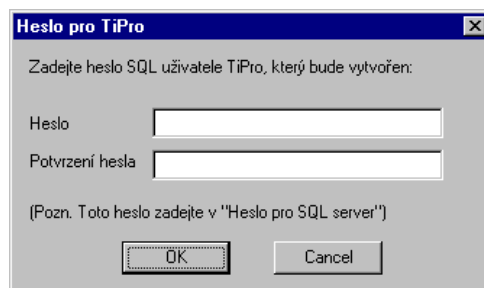 Heslo pro TiPro
Zadejte heslo SQL uživatele TiPro, který bude vytvořen:
Heslo
Potvrzení hesla
(Pozn. Toto heslo zadejte v "Heslo pro SQL server")
OK Cancel